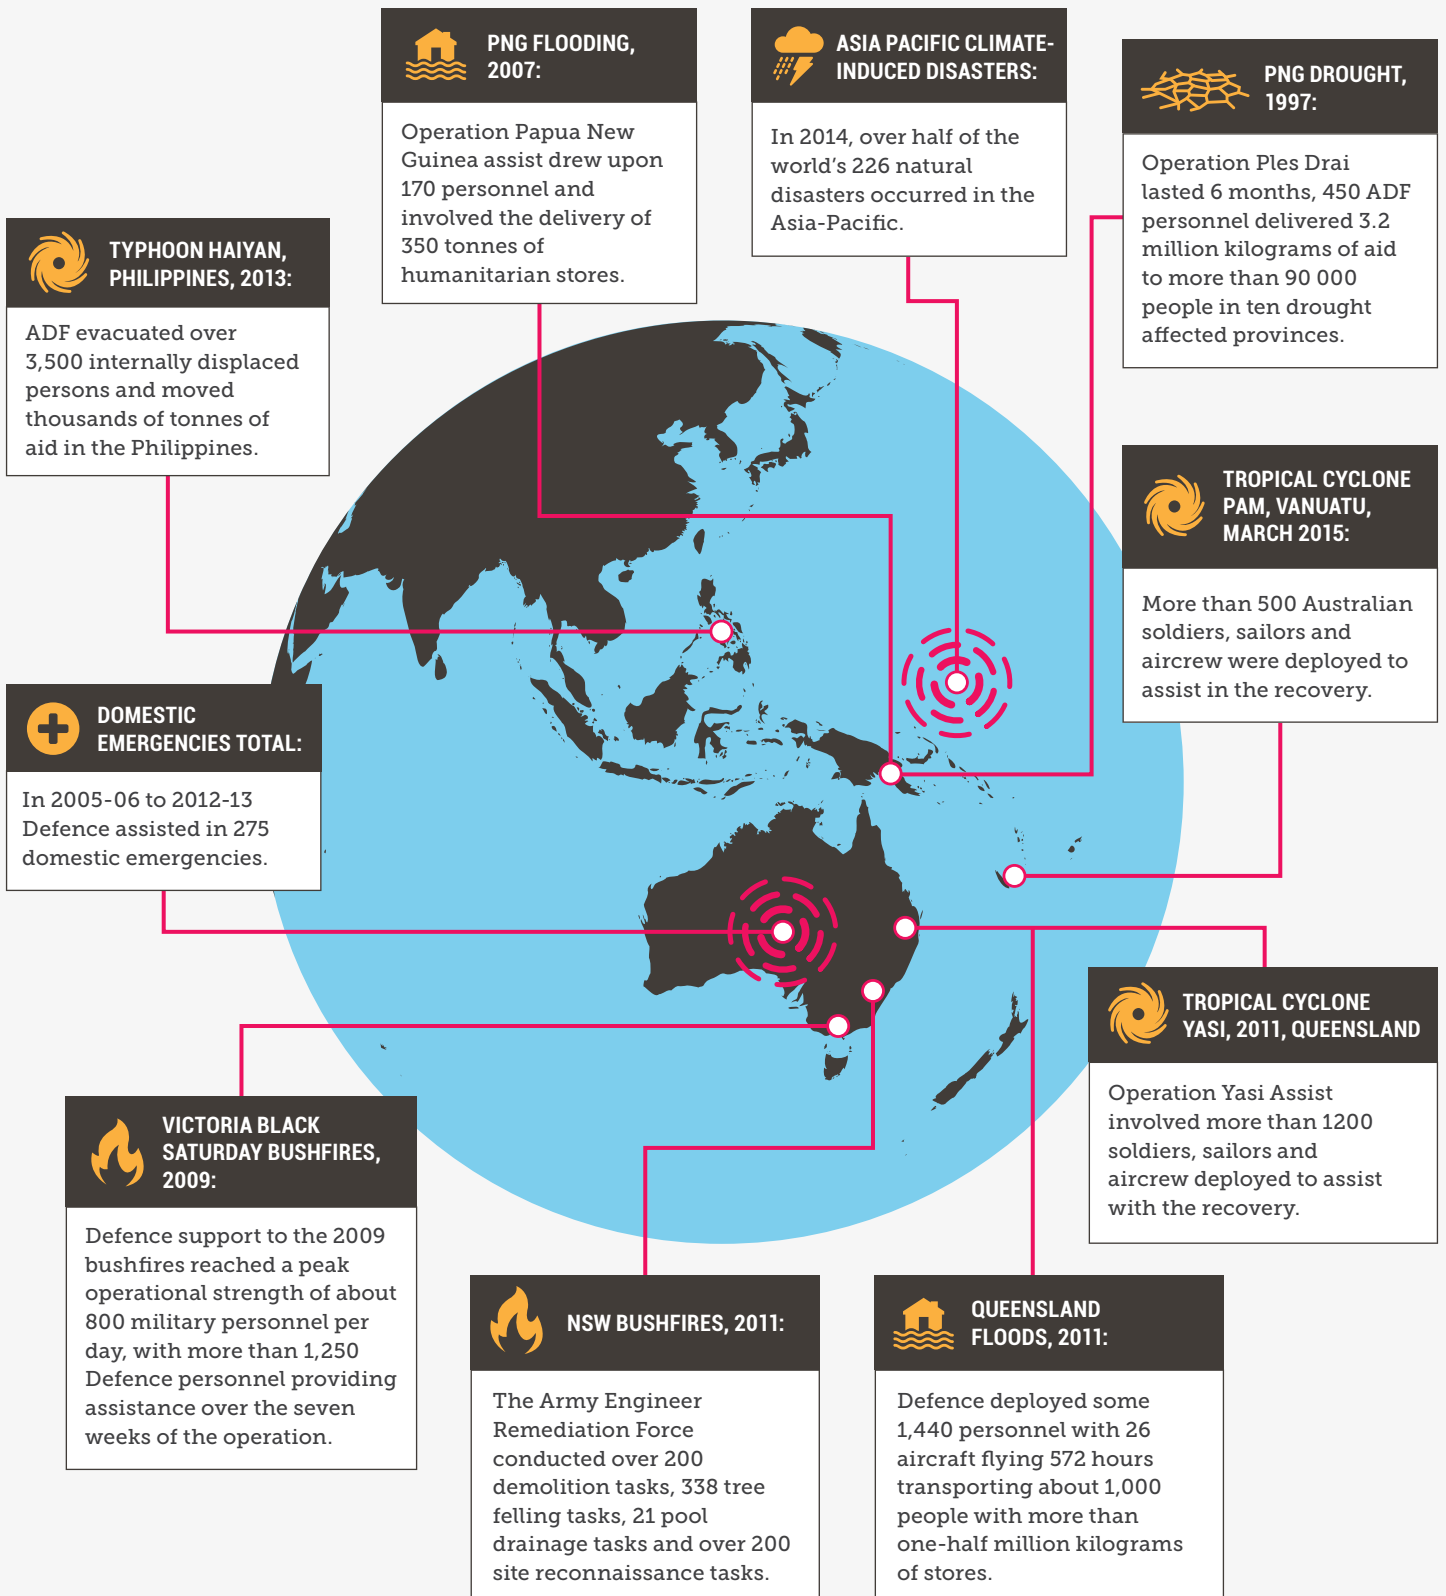 PNG FLOODING,
2007:
Operation Papua New
Guinea assist drew upon
170 personnel and
involved the delivery of
350 tonnes of
humanitarian stores.
ASIA PACIFIC CLIMATE-
INDUCED DISASTERS:
In 2014, over half of the
world's 226 natural
disasters occurred in the
Asia-Pacific.
PNG DROUGHT,
1997:
Operation Ples Drai
lasted 6 months, 450 ADF
personnel delivered 3.2
million kilograms of aid
to more than 90 000
people in ten drought
affected provinces.
TYPHOON HAIYAN,
PHILIPPINES, 2013:
ADF evacuated over
3,500 internally displaced
persons and moved
thousands of tonnes of
aid in the Philippines.
TROPICAL CYCLONE
PAM, VANUATU,
MARCH 2015:
More than 500 Australian
soldiers, sailors and
aircrew were deployed to
assist in the recovery.
DOMESTIC
EMERGENCIES TOTAL:
In 2005-06 to 2012-13
Defence assisted in 275
domestic emergencies.
TROPICAL CYCLONE
YASI, 2011, QUEENSLAND
Operation Yasi Assist
involved more than 1200
soldiers, sailors and
aircrew deployed to assist
with the recovery.
VICTORIA BLACK
SATURDAY BUSHFIRES,
2009:
Defence support to the 2009
bushfires reached a peak
operational strength of about
800 military personnel per
day, with more than 1,250
Defence personnel providing
assistance over the seven
weeks of the operation.
NSW BUSHFIRES, 2011:
The Army Engineer
Remediation Force
conducted over 200
demolition tasks, 338 tree
felling tasks, 21 pool
drainage tasks and over 200
site reconnaissance tasks.
QUEENSLAND
FLOODS, 2011:
Defence deployed some
1,440 personnel with 26
aircraft flying 572 hours
transporting about 1,000
people with more than
one-half million kilograms
of stores.